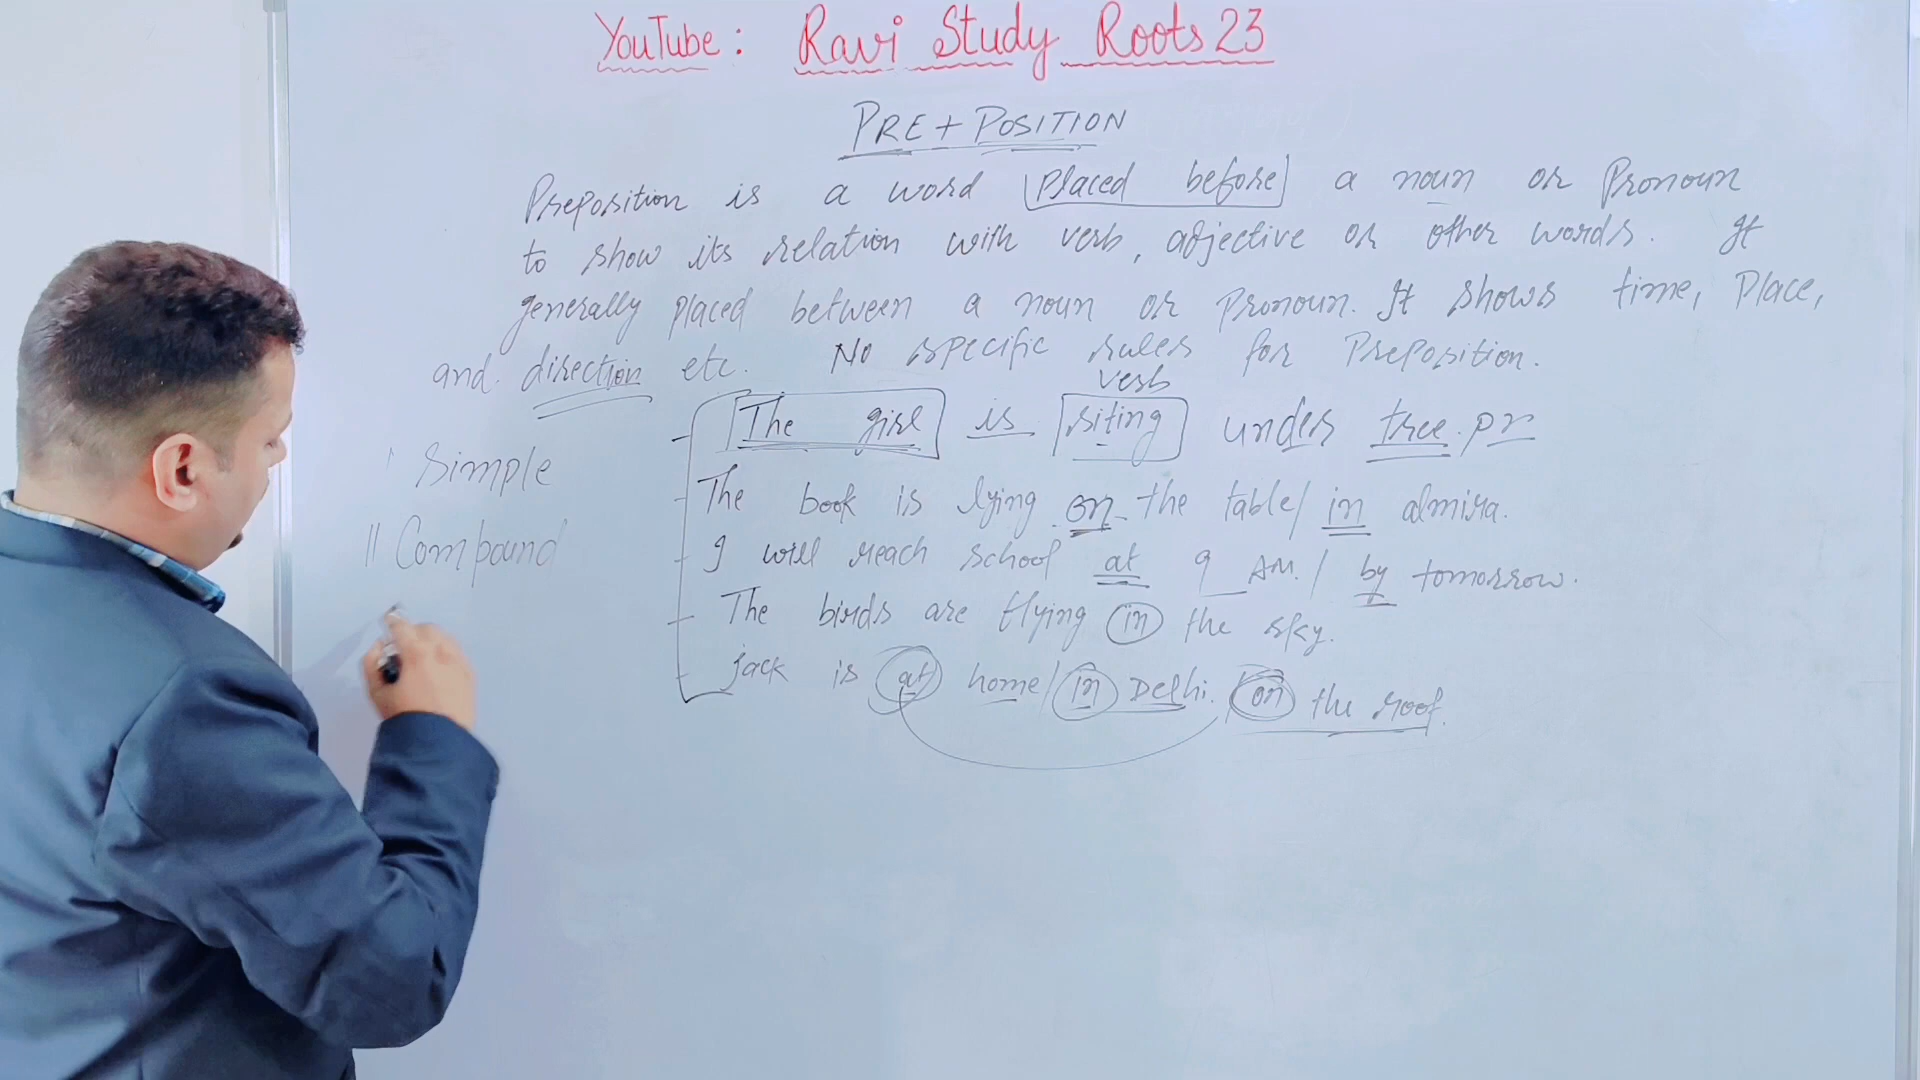 YouTube: Ravi Study Roots 23
PRE + POSITION
Preposition is a word placed before a noun or Pronoun
to show its relation with verb, adjective or other words. It
generally placed between a noun or pronoun. It shows time, Place,
and direction etc. No specific rules for Preposition.
verb
The girl is siting under tree. pr
The book is lying on the table/ in almira.
I will reach school at 9 AM. / by tomorrow.
The birds are flying in the sky.
jack is at home/ in Delhi. on the roof.
I Simple
II Compound